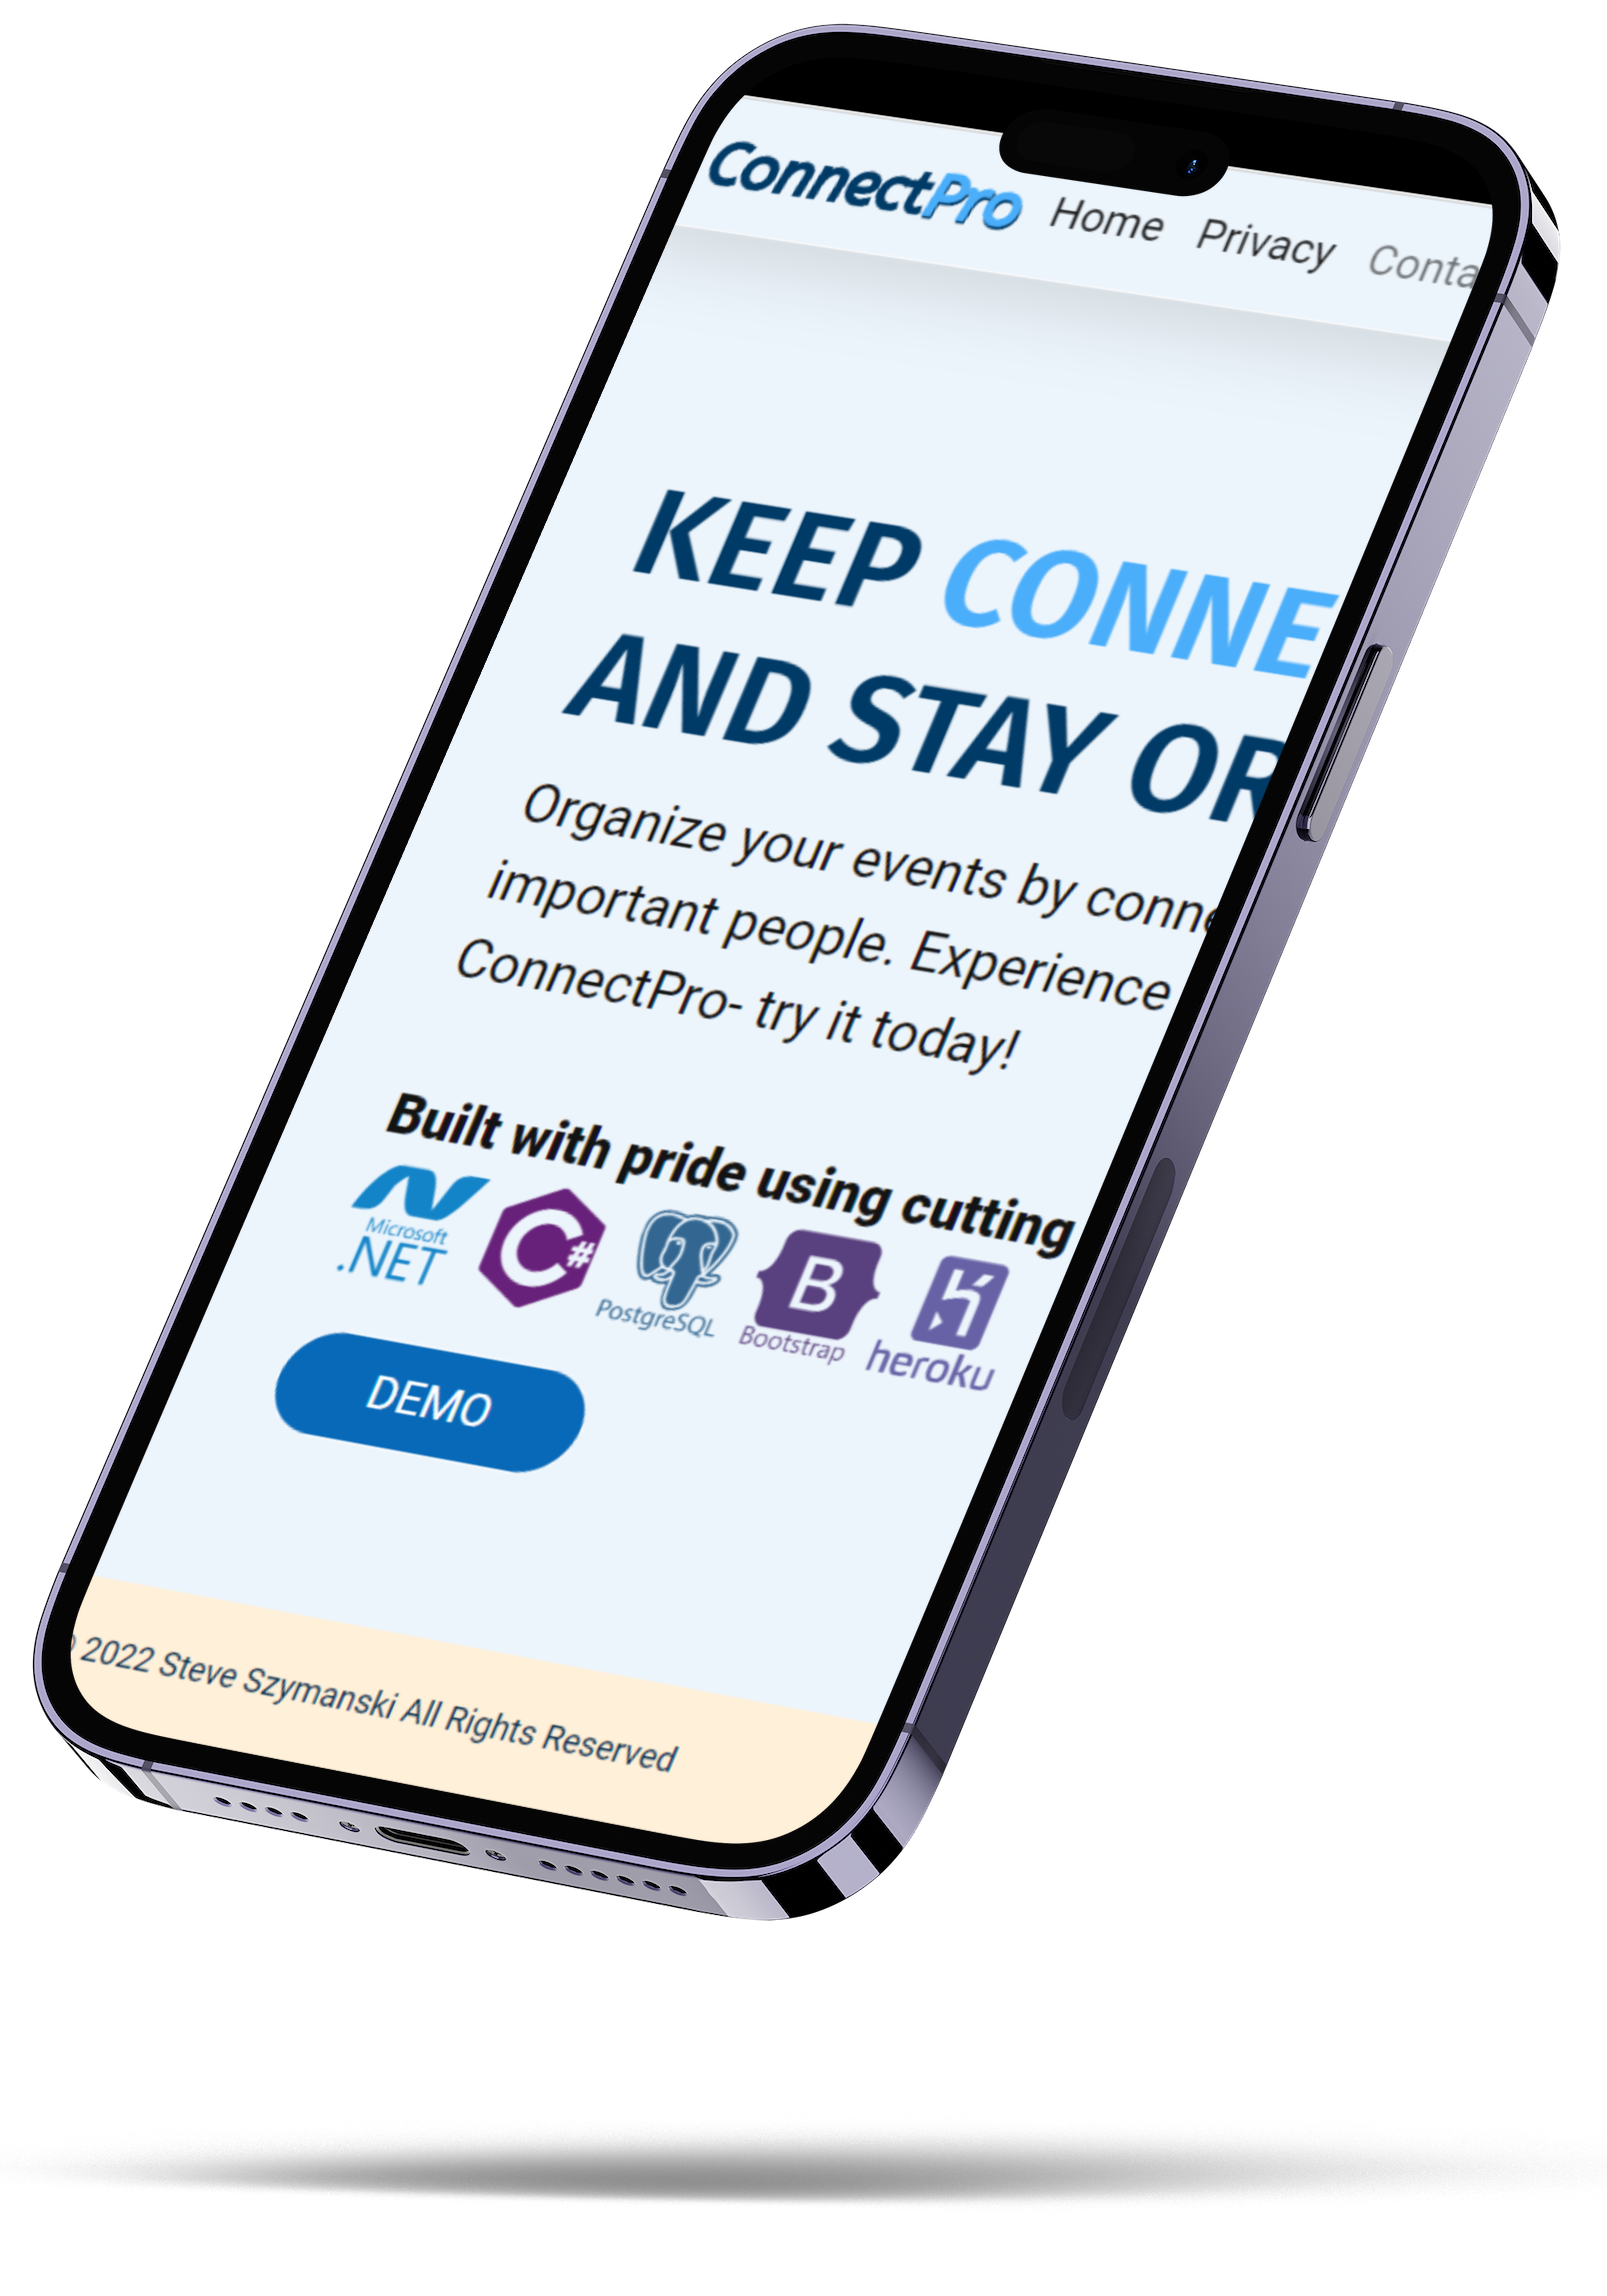 ConnectPro Home Privacy Conta
KEEP CONNE
AND STAY OR
Organize your events by conne
important people. Experience
ConnectPro- try it today!
Built with pride using cutting
Microsoft
.NET
C#
PostgreSQL
B
Bootstrap
heroku
DEMO
© 2022 Steve Szymanski All Rights Reserved